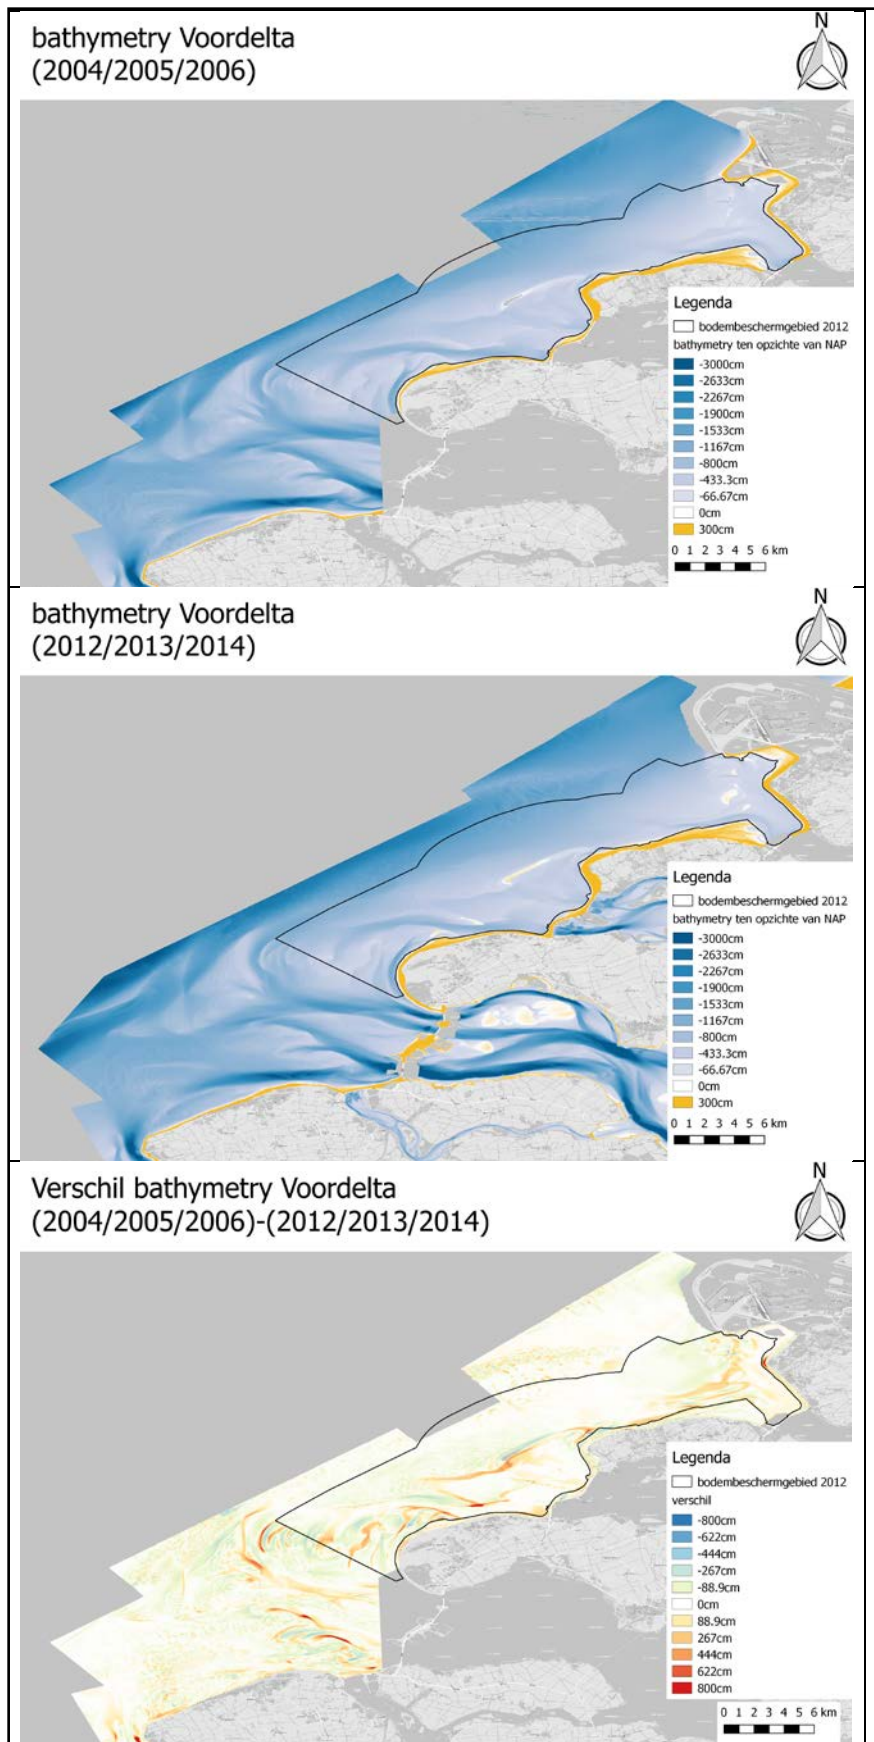 bathymetry Voordelta
(2004/2005/2006)
N
Legenda
bodembeschermgebied 2012
bathymetry ten opzichte van NAP
-3000cm
-2633cm
-2267cm
-1900cm
-1533cm
-1167cm
-800cm
-433.3cm
-66.67cm
0cm
300cm
0 1 2 3 4 5 6 km
bathymetry Voordelta
(2012/2013/2014)
N
Legenda
bodembeschermgebied 2012
bathymetry ten opzichte van NAP
-3000cm
-2633cm
-2267cm
-1900cm
-1533cm
-1167cm
-800cm
-433.3cm
-66.67cm
0cm
300cm
0 1 2 3 4 5 6 km
Verschil bathymetry Voordelta
(2004/2005/2006)-(2012/2013/2014)
N
Legenda
bodembeschermgebied 2012
verschil
-800cm
-622cm
-444cm
-267cm
-88.9cm
0cm
88.9cm
267cm
444cm
622cm
800cm
0 1 2 3 4 5 6 km